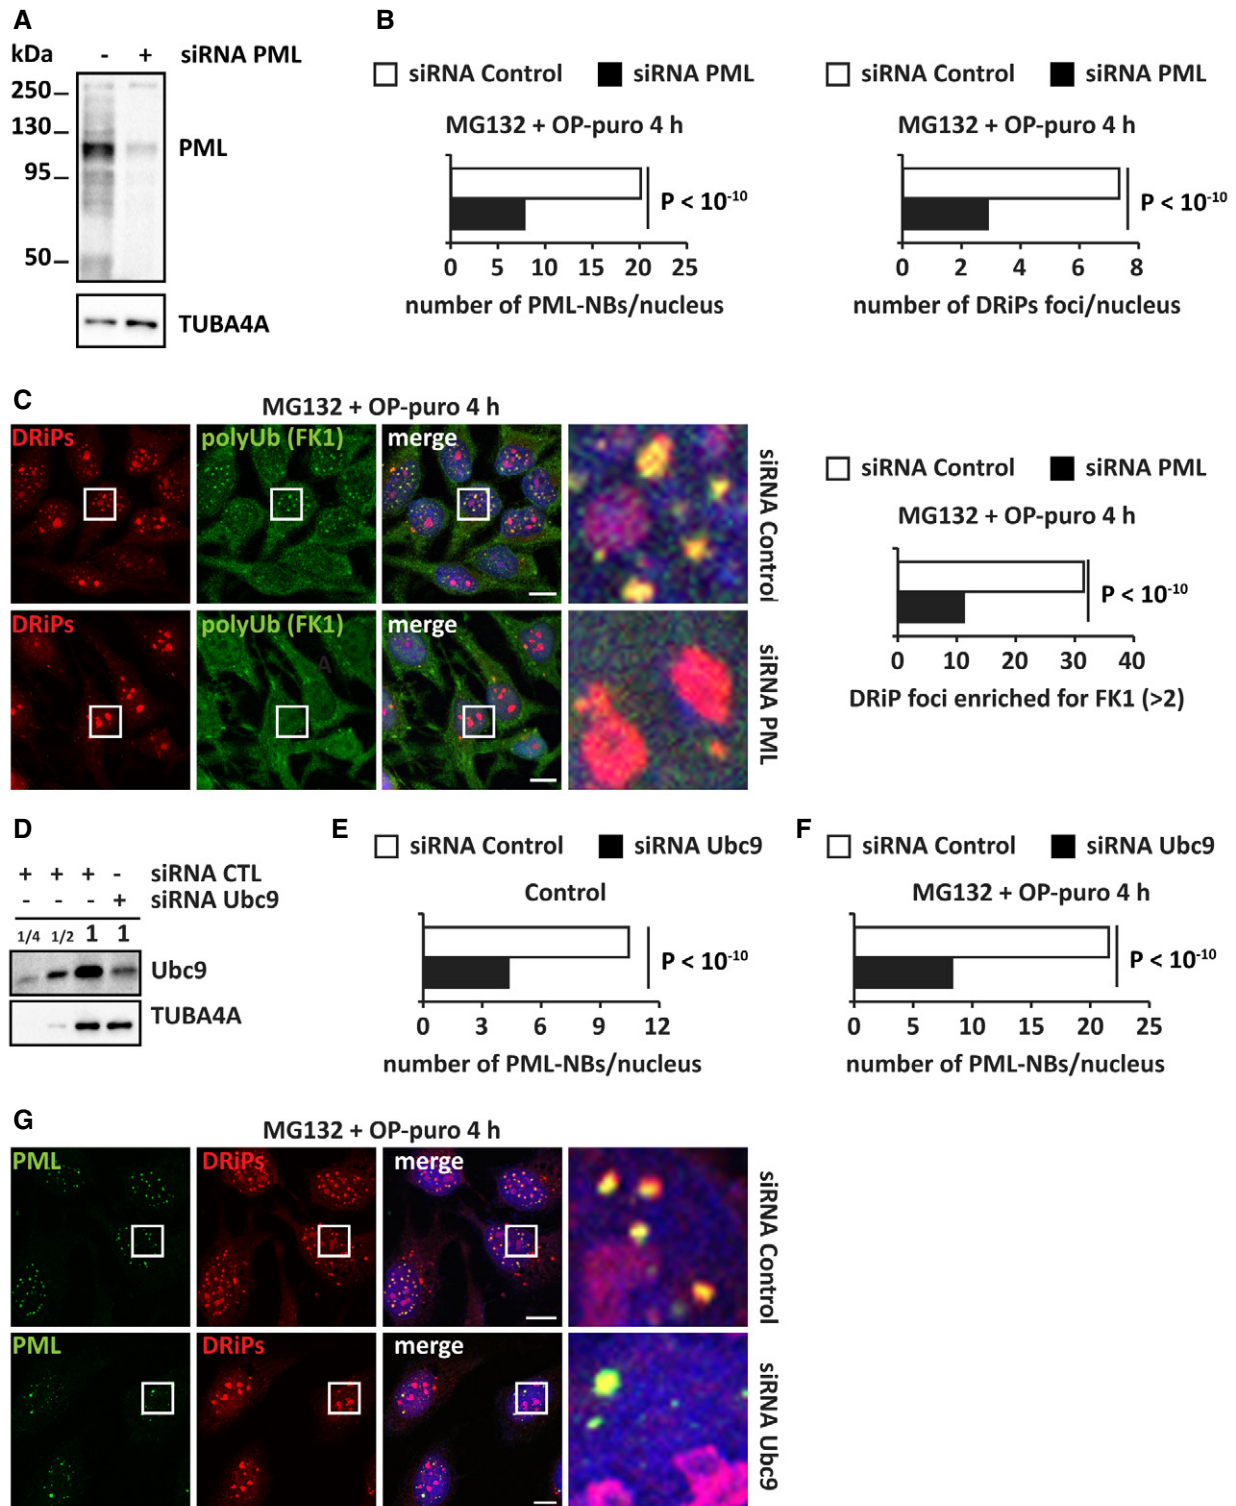 A
kDa - + siRNA PML
250
130
PML
95
50
TUBA4A
B
siRNA Control siRNA PML
MG132 + OP-puro 4 h
P < 10-10
0 5 10 15 20 25
number of PML-NBs/nucleus
siRNA Control siRNA PML
MG132 + OP-puro 4 h
P < 10-10
0 2 4 6 8
number of DRiPs foci/nucleus
C
MG132 + OP-puro 4 h
DRiPs polyUb (FK1) merge
siRNA Control
DRiPs polyUb (FK1) merge
A
siRNA PML
siRNA Control siRNA PML
MG132 + OP-puro 4 h
P < 10-10
0 10 20 30 40
DRiP foci enriched for FK1 (>2)
D
+ + + - siRNA CTL
- - - + siRNA Ubc9
1/4 1/2 1 1
Ubc9
TUBA4A
E
siRNA Control siRNA Ubc9
Control
P < 10-10
0 3 6 9 12
number of PML-NBs/nucleus
F
siRNA Control siRNA Ubc9
MG132 + OP-puro 4 h
P < 10-10
0 5 10 15 20 25
number of PML-NBs/nucleus
G
MG132 + OP-puro 4 h
PML DRiPs merge
siRNA Control
PML DRiPs merge
siRNA Ubc9